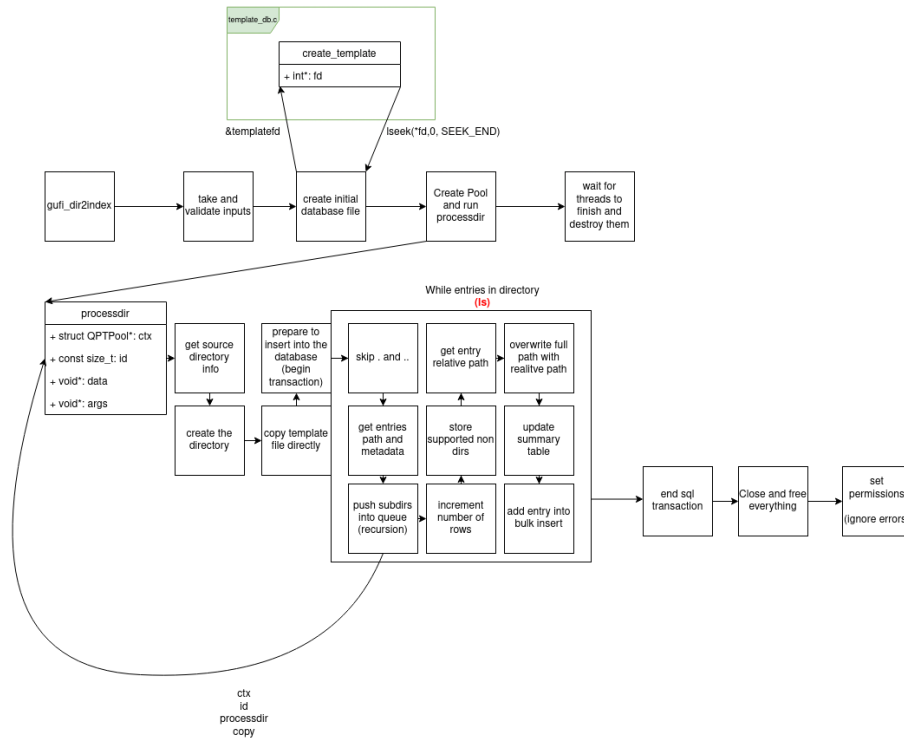 template_db.c
create_template
+ int*: fd
&templatefd
lseek(*fd,0, SEEK_END)
gufi_dir2index
take and
validate inputs
create initial
database file
Create Pool
and run
processdir
wait for
threads to
finish and
destroy them
processdir
+ struct QPTPool*: ctx
+ const size_t: id
+ void*: data
+ void*: args
get source
directory
info
create the
directory
copy template
file directly
prepare to
insert into the
database
(begin
transaction)
While entries in directory
(ls)
skip . and ..
get entries
path and
metadata
push subdirs
into queue
(recursion)
increment
number of
rows
store
supported non
dirs
get entry
relative path
overwrite full
path with
realitve path
update
summary
table
add entry into
bulk insert
end sql
transaction
Close and free
everything
set
permissions
(ignore errors)
ctx
id
processdir
copy